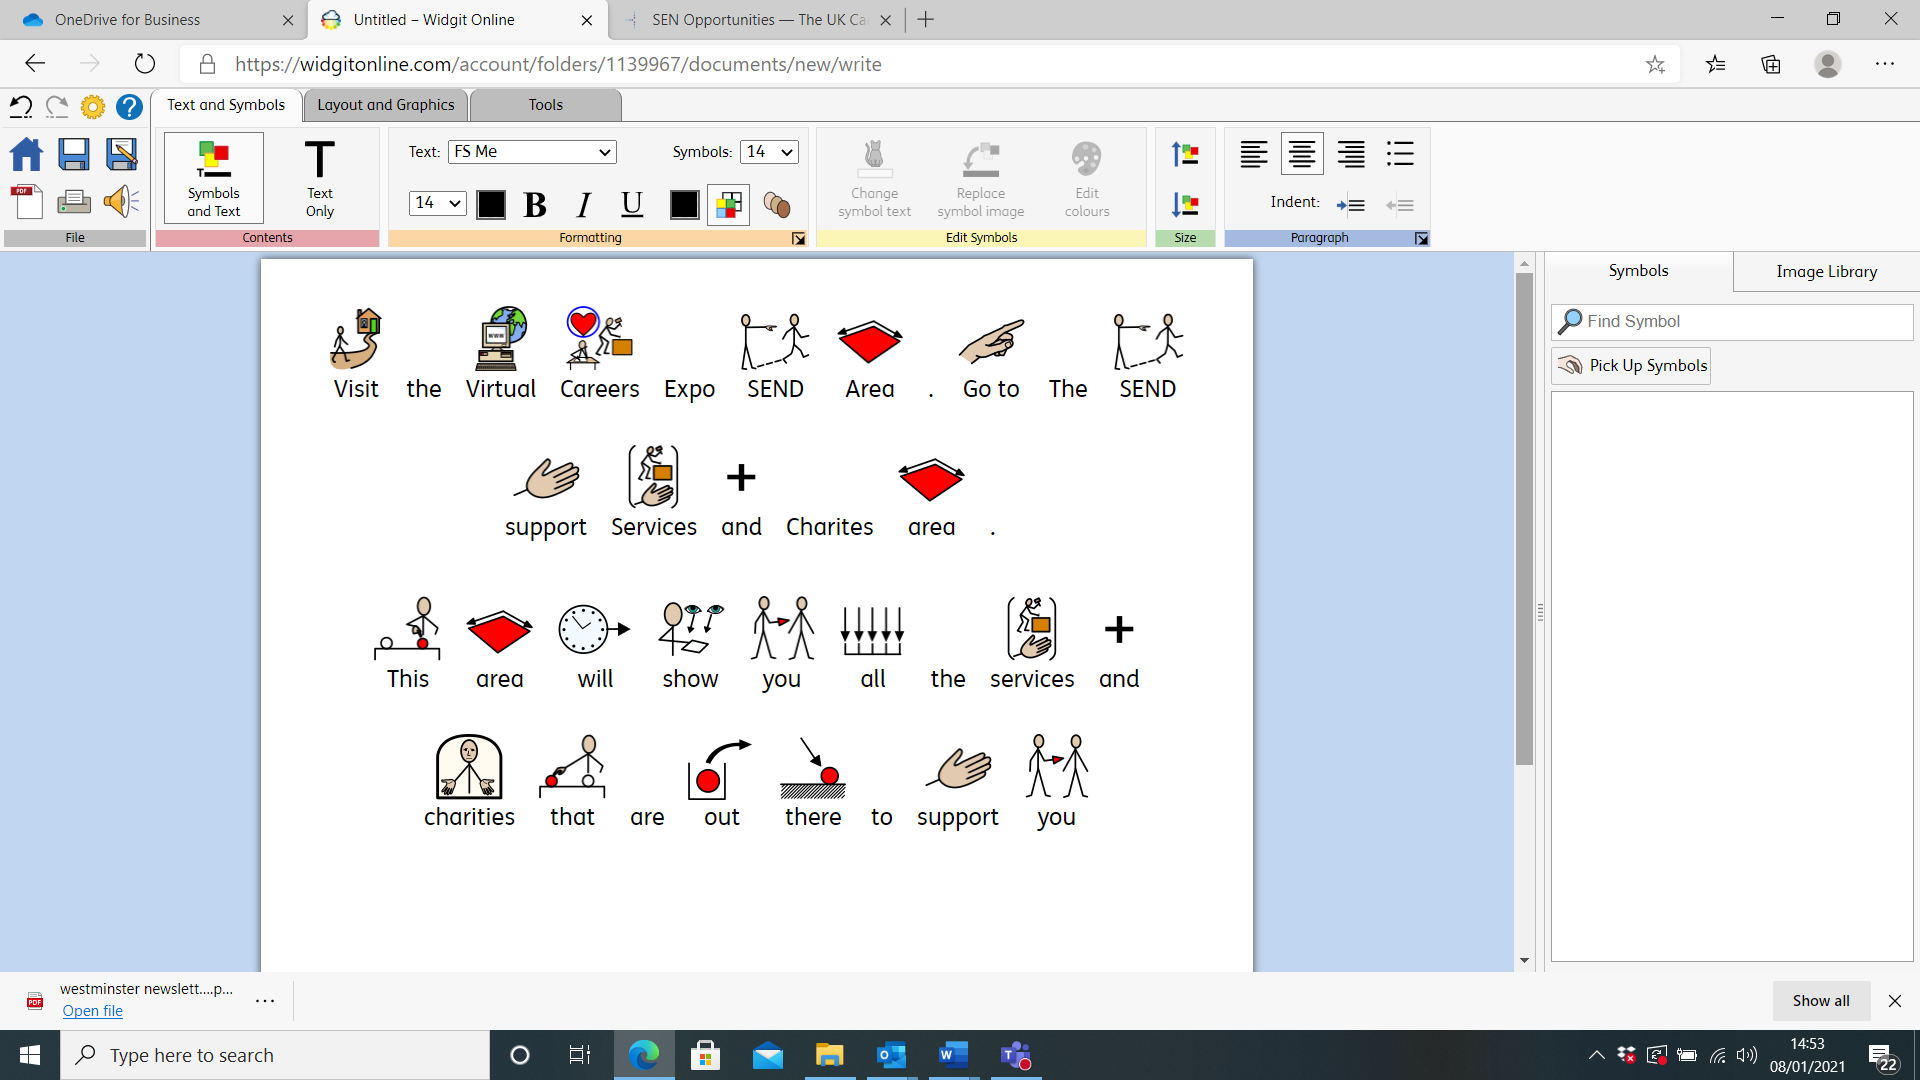 OneDrive for Business
Untitled – Widgit Online
SEN Opportunities — The UK Ca
https://widgitonline.com/account/folders/1139967/documents/new/write
Text and Symbols
Layout and Graphics
Tools
Text: FS Me
Symbols: 14
Symbols and Text
Text Only
14
B I U
Change symbol text
Replace symbol image
Edit colours
Indent:
PDF
File
Contents
Formatting
Edit Symbols
Size
Paragraph
Symbols
Image Library
Find Symbol
Pick Up Symbols
www
Visit the Virtual Careers Expo SEND Area . Go to The SEND
support Services and Charites area .
This area will show you all the services and
charities that are out there to support you
westminster newslett....p...
Open file
PDF
Show all
Type here to search
14:53
08/01/2021
22